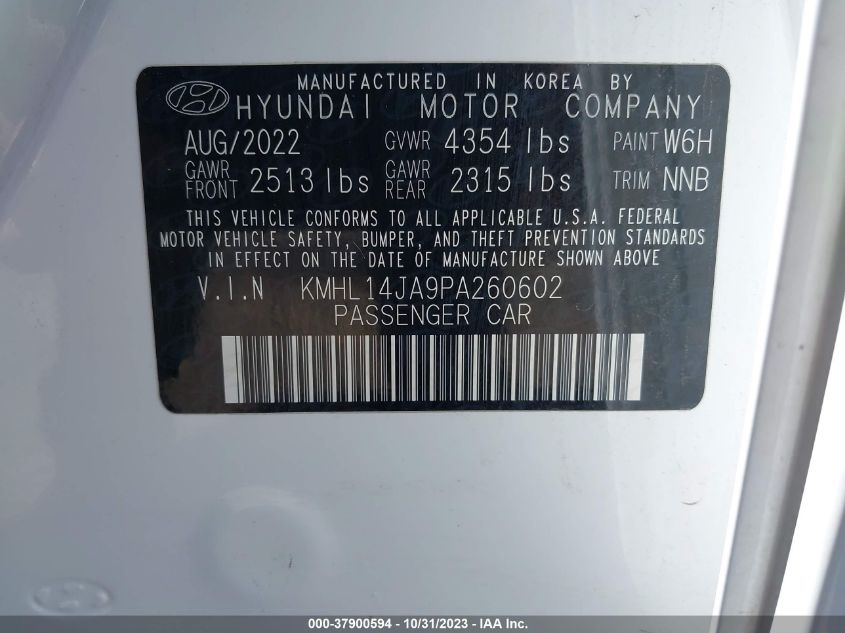 MANUFACTURED IN KOREA BY
HYUNDAI MOTOR COMPANY
AUG/2022 GVWR 4354 lbs PAINT W6H
GAWR FRONT 2513 lbs GAWR REAR 2315 lbs TRIM NNB
THIS VEHICLE CONFORMS TO ALL APPLICABLE U.S.A. FEDERAL
MOTOR VEHICLE SAFETY, BUMPER, AND THEFT PREVENTION STANDARDS
IN EFFECT ON THE DATE OF MANUFACTURE SHOWN ABOVE
V.I.N KMHL14JA9PA260602
PASSENGER CAR
000-37900594 - 10/31/2023 - IAA Inc.